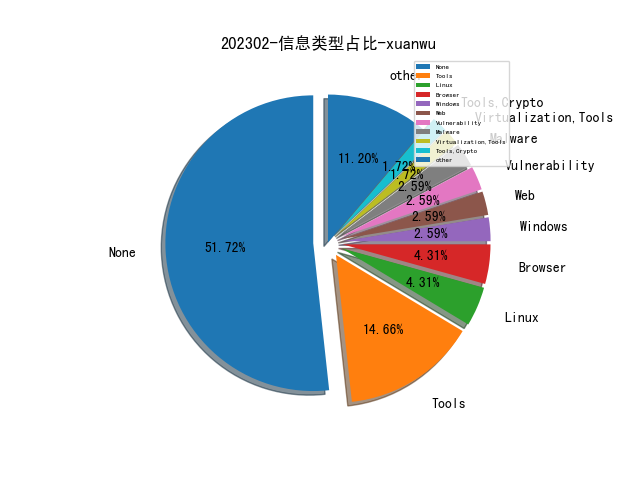 202302-信息类型占比-xuanwu
other
Tools,Crypto
Virtualization,Tools
Malware
Vulnerability
Web
Windows
Browser
Linux
Tools
None
11.20%
1.72%
1.72%
2.59%
2.59%
2.59%
2.59%
4.31%
4.31%
14.66%
51.72%
None
Tools
Linux
Browser
Windows
Web
Vulnerability
Malware
Virtualization,Tools
Tools,Crypto
other